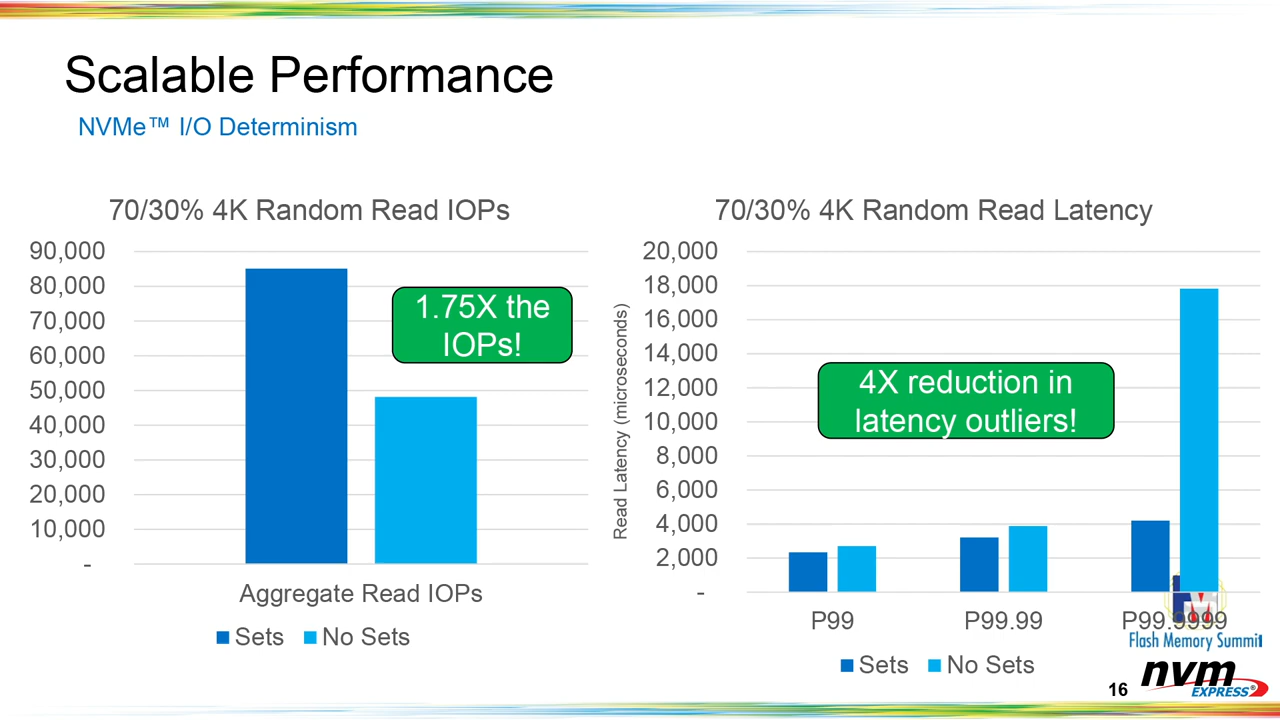 Scalable Performance
NVMe™ I/O Determinism
70/30% 4K Random Read IOPs
90,000
80,000
70,000
60,000
50,000
40,000
30,000
20,000
10,000
-
1.75X the
IOPs!
Aggregate Read IOPs
Sets
No Sets
70/30% 4K Random Read Latency
Read Latency (microseconds)
20,000
18,000
16,000
14,000
12,000
10,000
8,000
6,000
4,000
2,000
-
4X reduction in
latency outliers!
P99
P99.99
P99.9999
Sets
No Sets
Flash Memory Summit
16
nvm
EXPRESS®